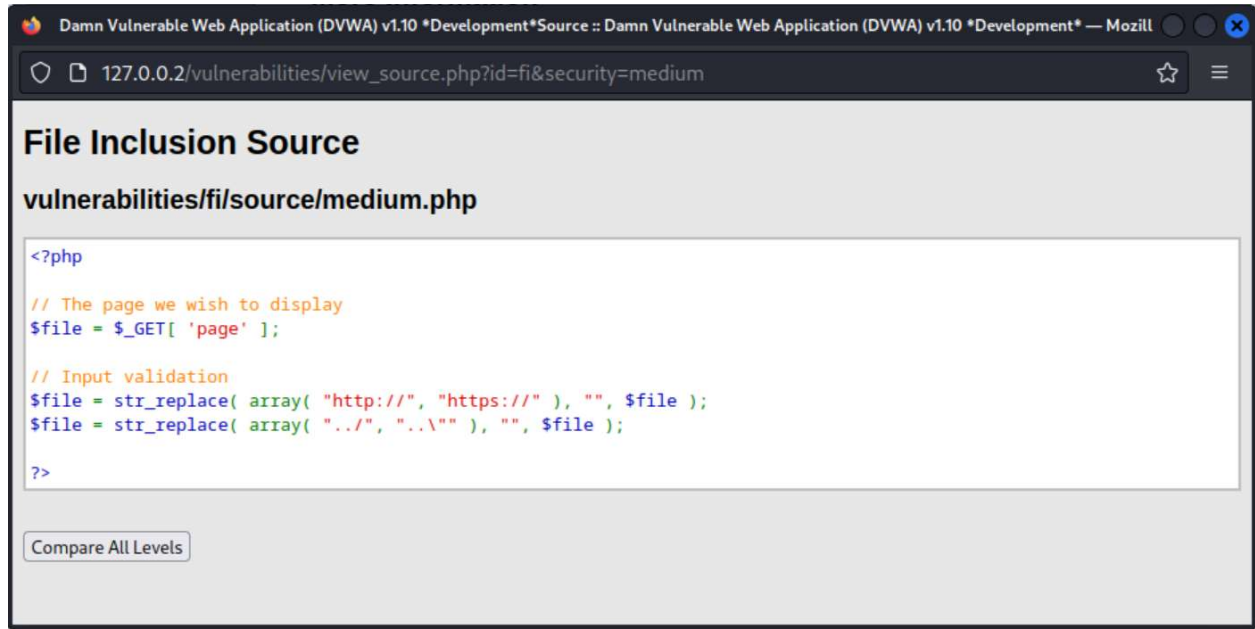 Damn Vulnerable Web Application (DVWA) v1.10 *Development*Source :: Damn Vulnerable Web Application (DVWA) v1.10 *Development* — Mozill
127.0.0.2/vulnerabilities/view_source.php?id=fi&security=medium
File Inclusion Source
vulnerabilities/fi/source/medium.php
<?php
// The page we wish to display
$file = $_GET[ 'page' ];
// Input validation
$file = str_replace( array( "http://", "https://" ), "", $file );
$file = str_replace( array( "../", "..\"" ), "", $file );
?>
Compare All Levels